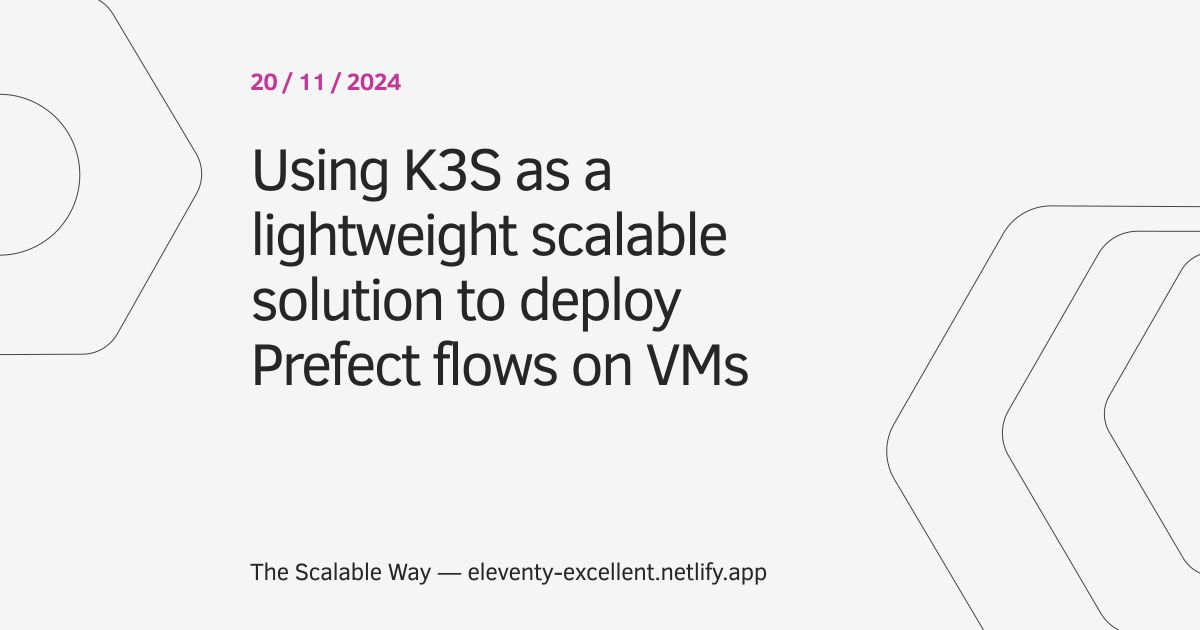 20 / 11 / 2024
Using K3S as a
lightweight scalable
solution to deploy
Prefect flows on VMs
The Scalable Way — eleventy-excellent.netlify.app